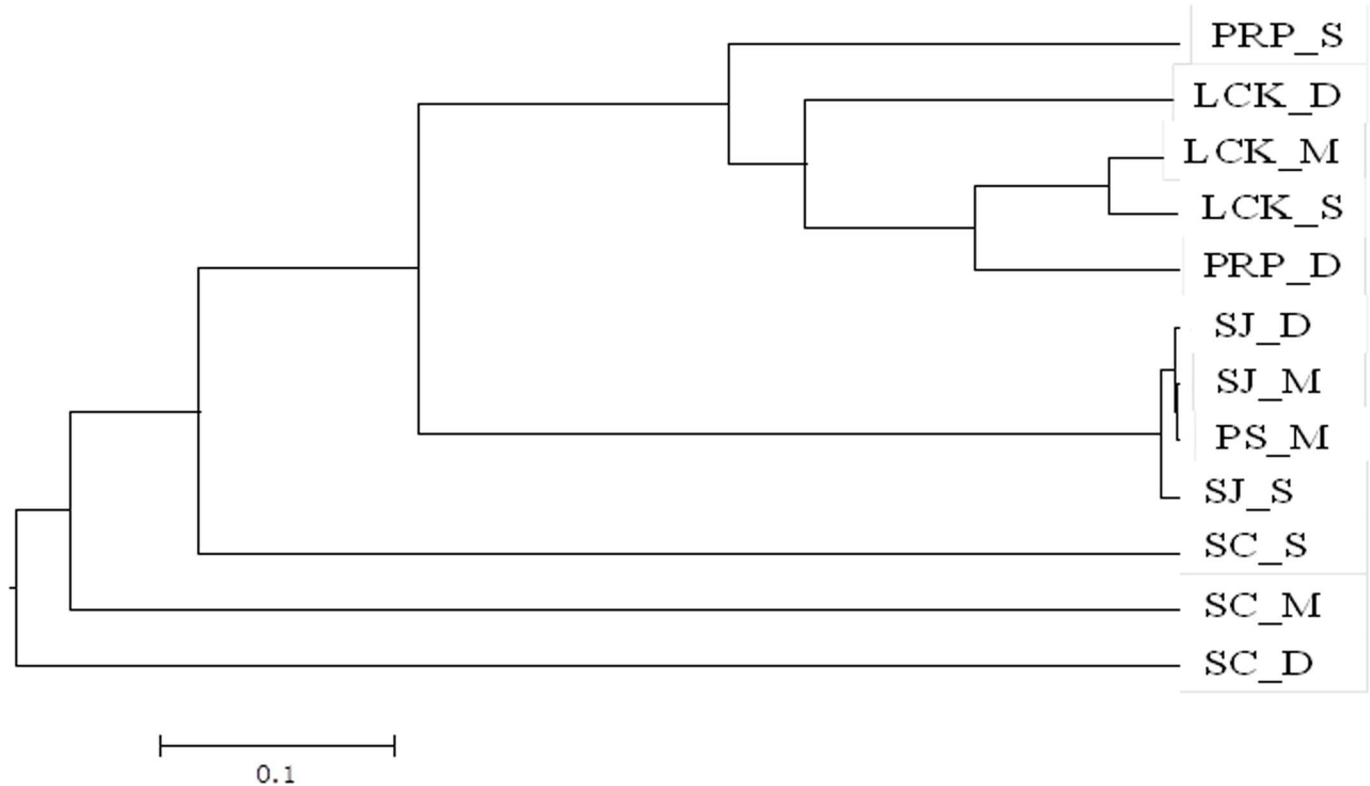 PRP_S
LCK_D
LCK_M
LCK_S
PRP_D
SJ_D
SJ_M
PS_M
SJ_S
SC_S
SC_M
SC_D
0.1